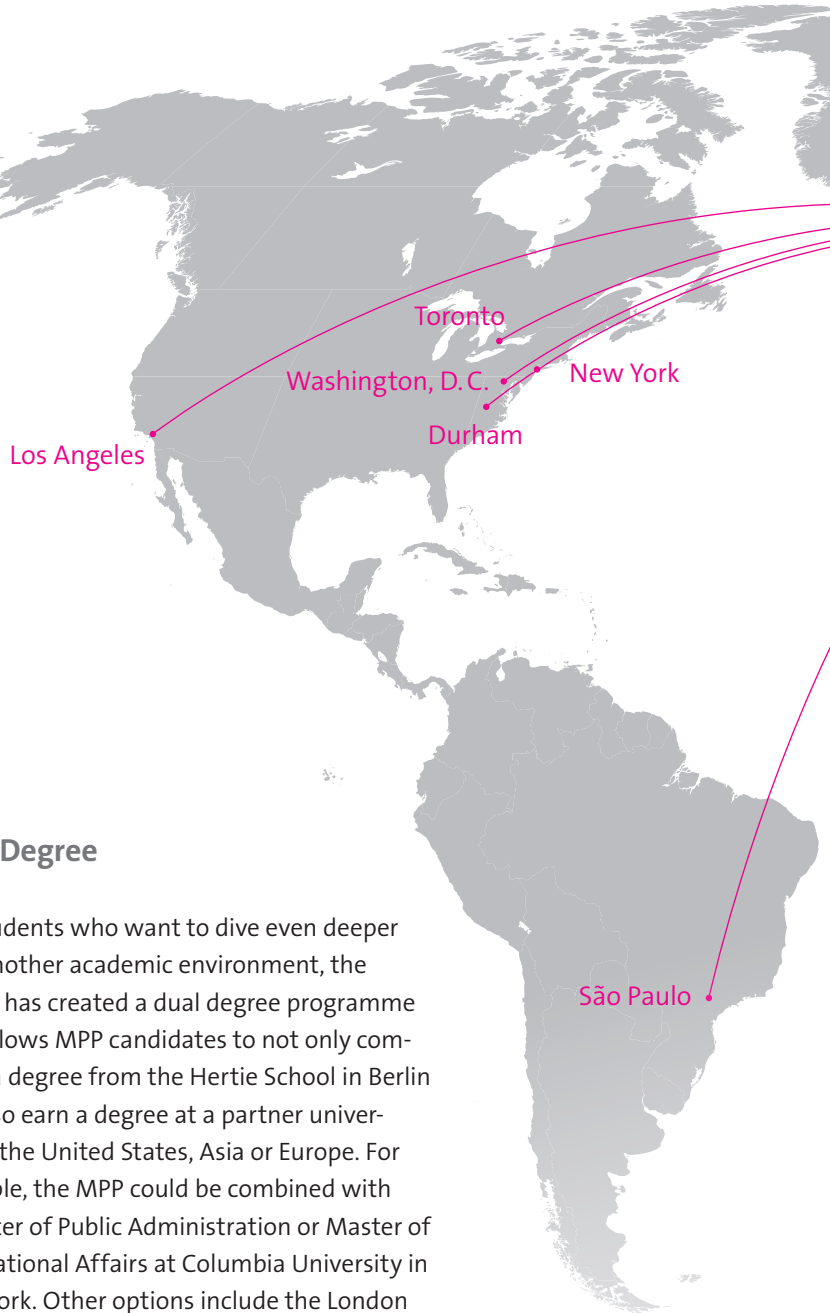 Toronto
Washington, D. C.
New York
Durham
Los Angeles
São Paulo
Degree
udents who want to dive even deeper
nother academic environment, the
has created a dual degree programme
lows MPP candidates to not only com-
degree from the Hertie School in Berlin
so earn a degree at a partner univer-
the United States, Asia or Europe. For
ple, the MPP could be combined with
ter of Public Administration or Master of
ational Affairs at Columbia University in
ork. Other options include the London